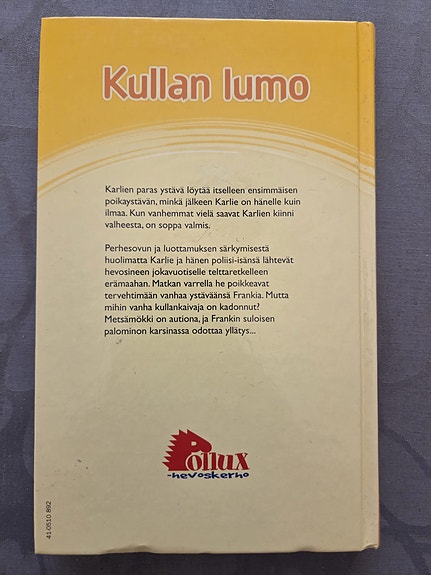 Kullan lumo
Karlien paras ystävä löytää itselleen ensimmäisen
poikaystävän, minkä jälkeen Karlie on hänelle kuin
ilmaa. Kun vanhemmat vielä saavat Karlien kiinni
valheesta, on soppa valmis.
Perhesovun ja luottamuksen särkymisestä
huolimatta Karlie ja hänen poliisi-isänsä lähtevät
hevosineen jokavuotiselle telttaretkelleen
erämaahan. Matkan varrella he poikkeavat
tervehtimään vanhaa ystäväänsä Frankia. Mutta
mihin vanha kullankaivaja on kadonnut?
Metsämökki on autiona, ja Frankin suloisen
palominon karsinassa odottaa yllätys...
Pollux
-hevoskerho
41-0510 892